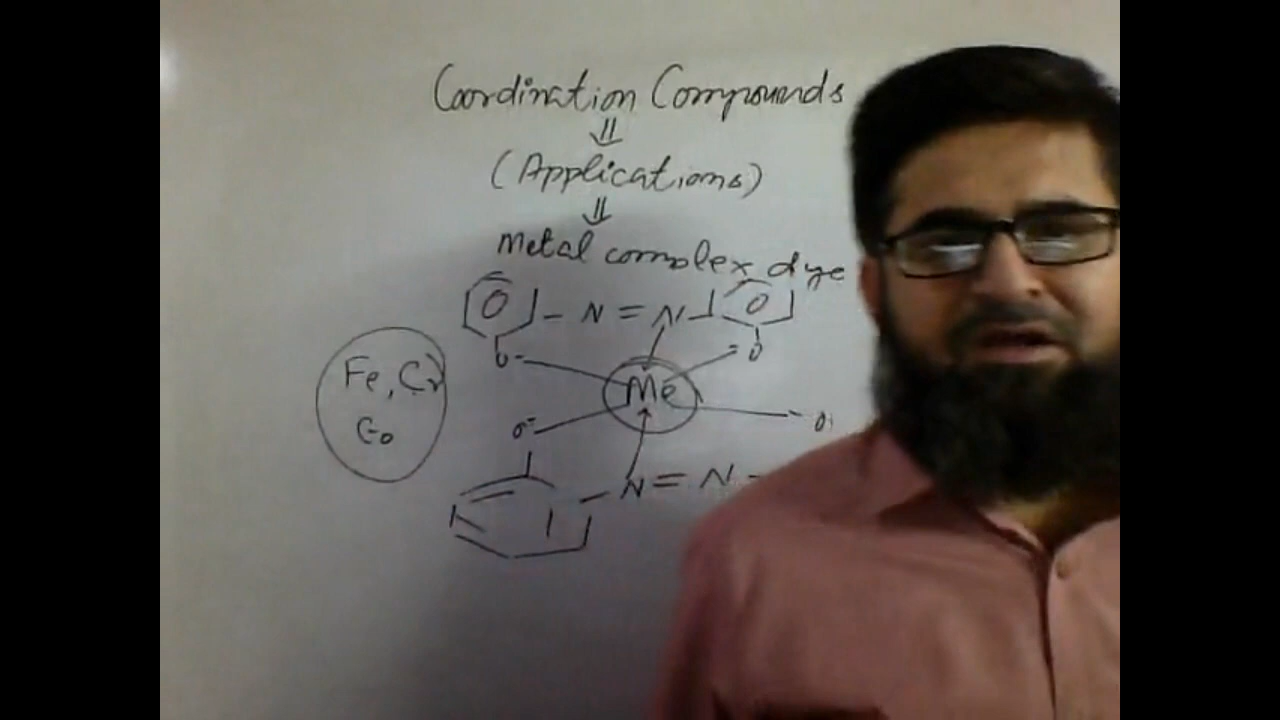 Coordination Compounds
⇓
(Applications)
⇓
Metal complex dye
O - N = N - O
O⁻ O
Fe, Cr Me
Co
O⁻ O
N = N -